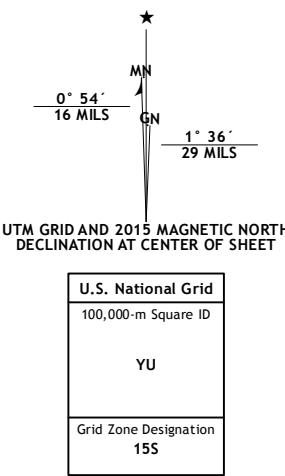 MN
0° 54´
16 MILS
GN
1° 36´
29 MILS
UTM GRID AND 2015 MAGNETIC NORTH
DECLINATION AT CENTER OF SHEET
U.S. National Grid
100,000-m Square ID
YU
Grid Zone Designation
15S